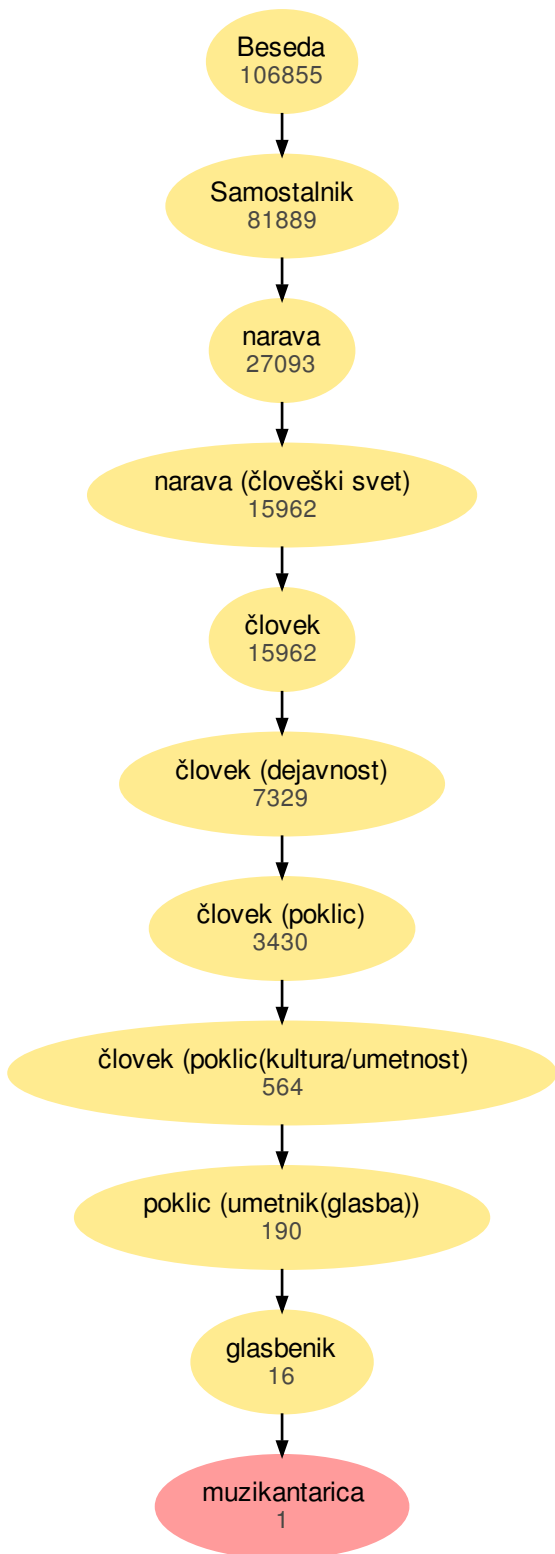 Beseda
106855
Samostalnik
81889
narava
27093
narava (človeški svet)
15962
človek
15962
človek (dejavnost)
7329
človek (poklic)
3430
človek (poklic(kultura/umetnost)
564
poklic (umetnik(glasba))
190
glasbenik
16
muzikantarica
1